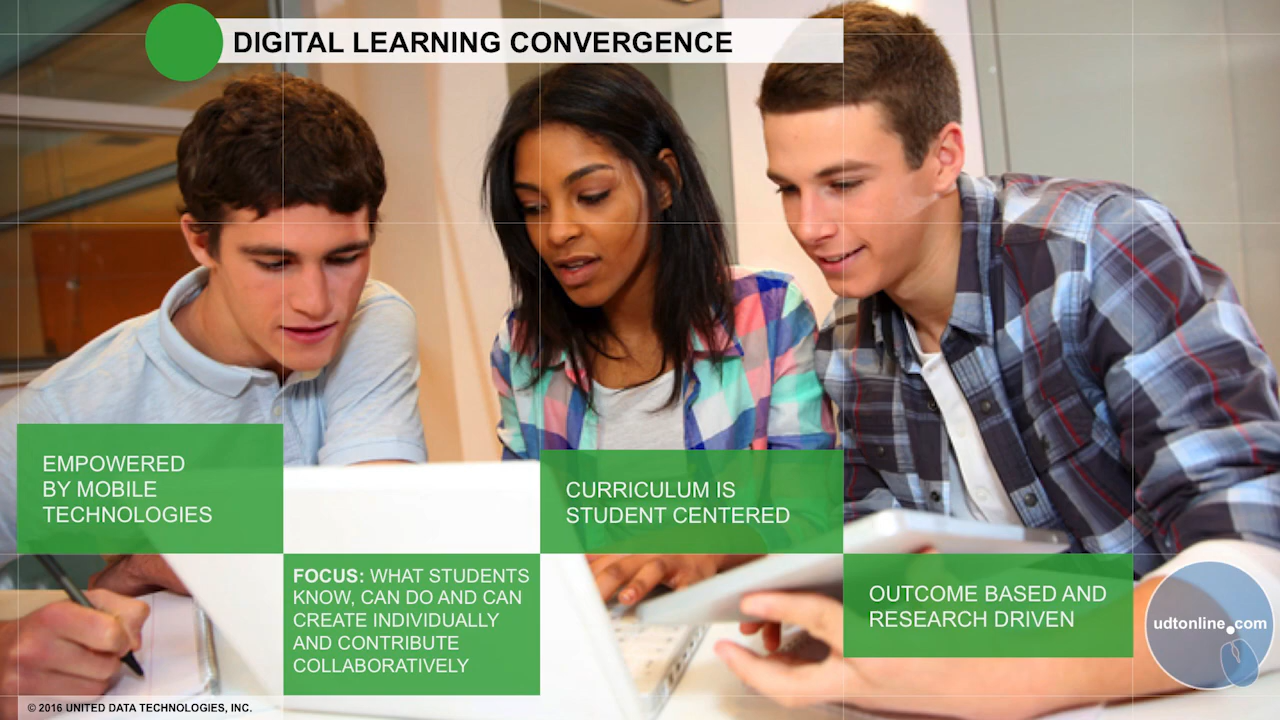 DIGITAL LEARNING CONVERGENCE
EMPOWERED
BY MOBILE
TECHNOLOGIES
FOCUS: WHAT STUDENTS
KNOW, CAN DO AND CAN
CREATE INDIVIDUALLY
AND CONTRIBUTE
COLLABORATIVELY
CURRICULUM IS
STUDENT CENTERED
OUTCOME BASED AND
RESEARCH DRIVEN
udtonline.com
© 2016 UNITED DATA TECHNOLOGIES, INC.